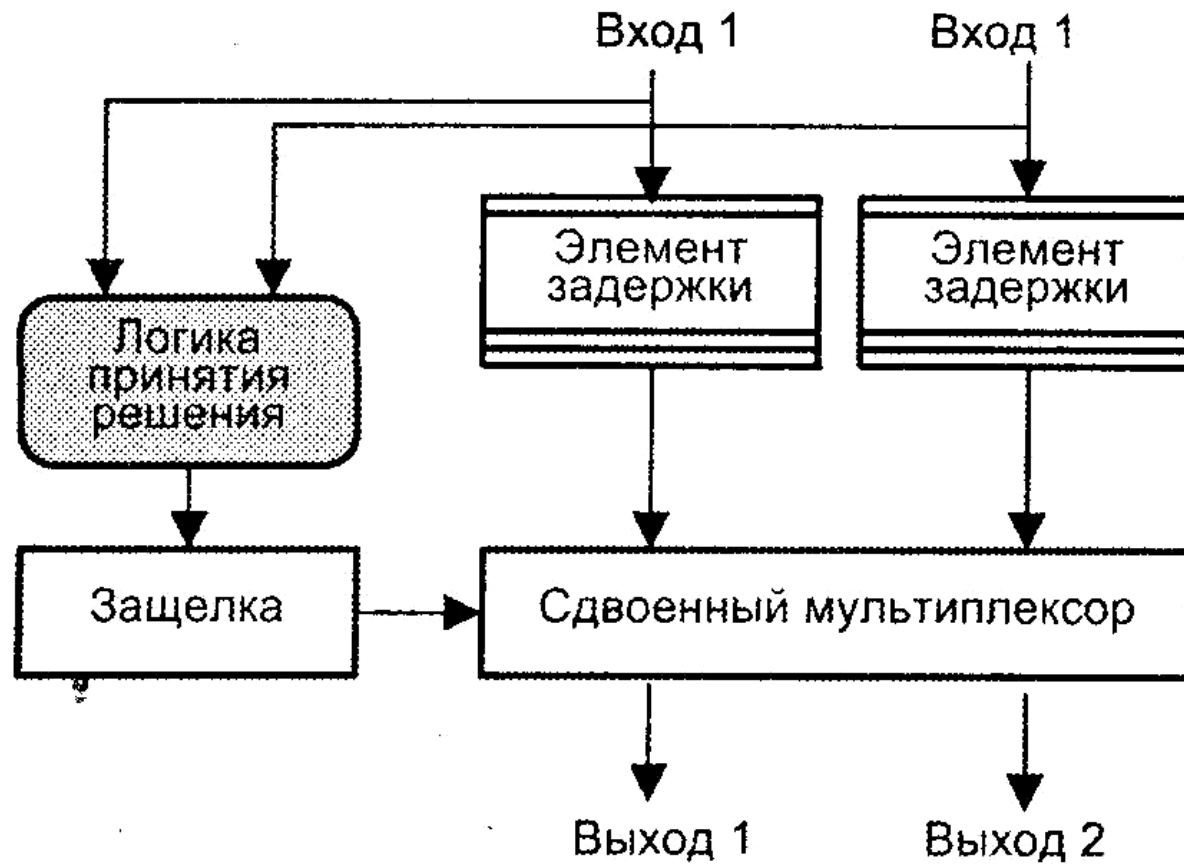 Вход 1
Вход 1
Элемент
задержки
Элемент
задержки
Логика
принятия
решения
Защелка
Сдвоенный мультиплексор
Выход 1
Выход 2